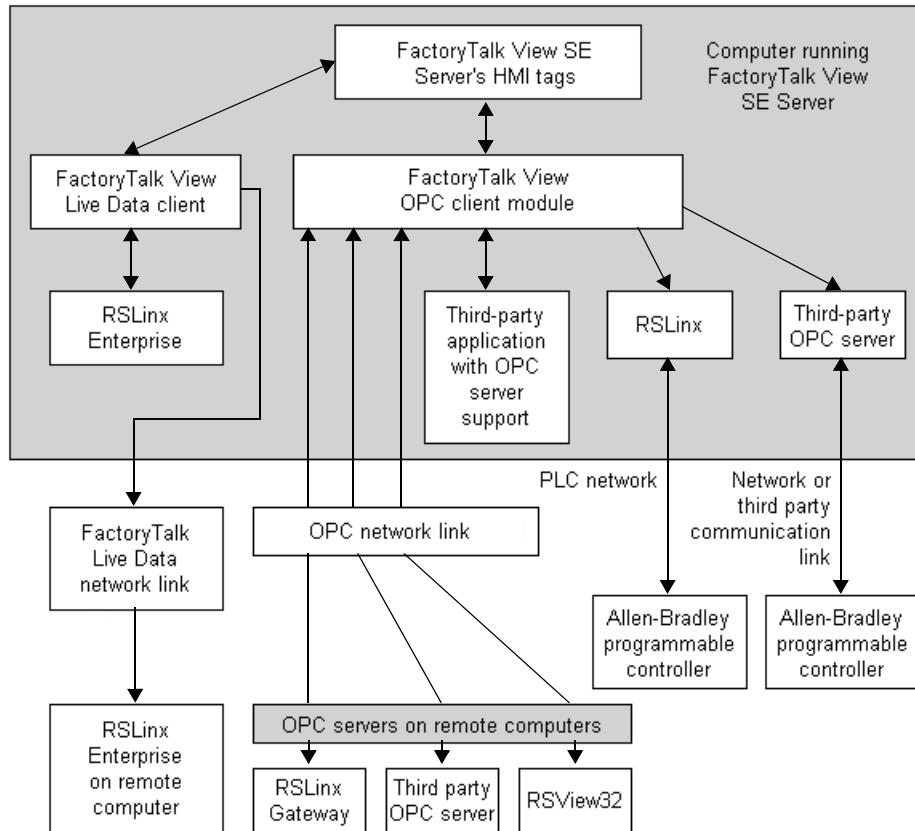 FactoryTalk View SE
Server's HMI tags
Computer running
FactoryTalk View
SE Server
FactoryTalk View
Live Data client
FactoryTalk View
OPC client module
RSLinx
Enterprise
Third-party
application
with OPC
server
support
RSLinx
Third-party
OPC server
PLC network
Network or
third party
communication
link
FactoryTalk
Live Data
network link
OPC network link
Allen-Bradley
programmable
controller
Allen-Bradley
programmable
controller
RSLinx
Enterprise
on remote
computer
OPC servers on remote computers
RSLinx
Gateway
Third party
OPC server
RSView32